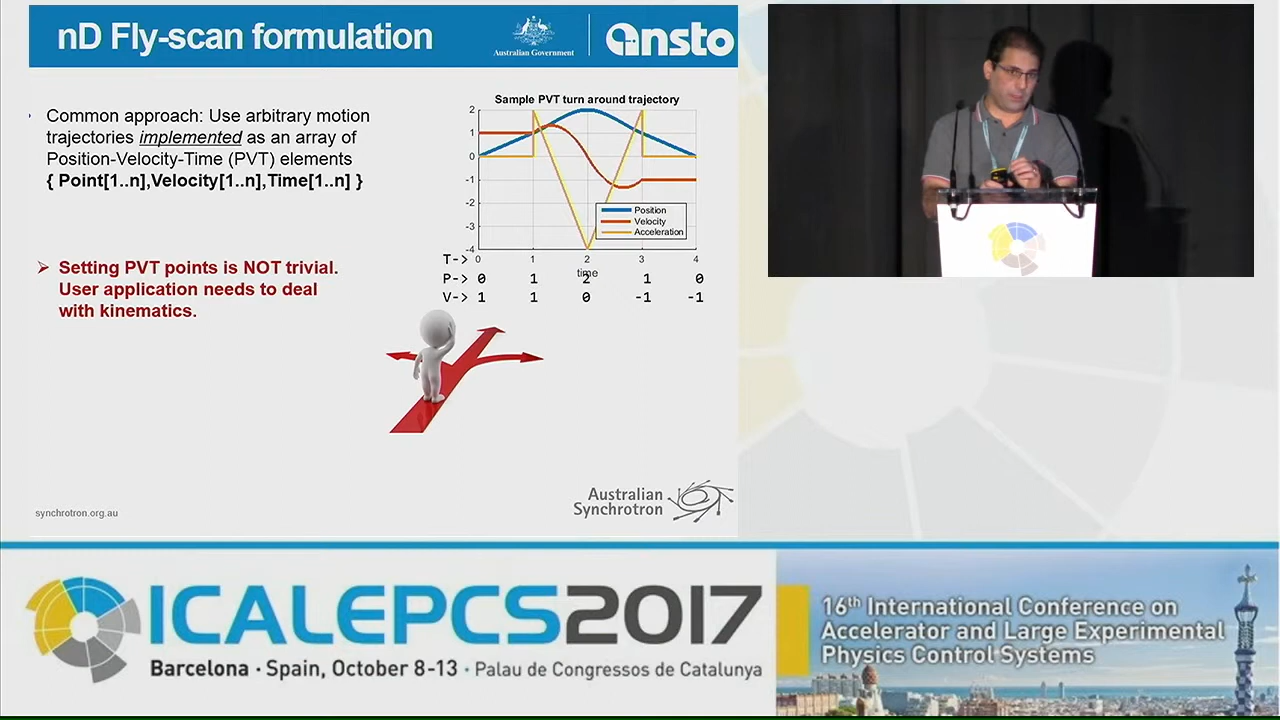 nD Fly-scan formulation
Australian Government
ansto
Common approach: Use arbitrary motion
trajectories implemented as an array of
Position-Velocity-Time (PVT) elements
{ Point[1..n],Velocity[1..n],Time[1..n] }
Setting PVT points is NOT trivial.
User application needs to deal
with kinematics.
Sample PVT turn around trajectory
2
1
0
-1
-2
-3
-4
Position
Velocity
Acceleration
T-> 0 1 2 3 4
time
P-> 0 1 2 1 0
V-> 1 1 0 -1 -1
Australian
Synchrotron
synchrotron.org.au
ICALEPCS2017
Barcelona · Spain, October 8-13 · Palau de Congressos de Catalunya
16th International Conference on
Accelerator and Large Experimental
Physics Control Systems